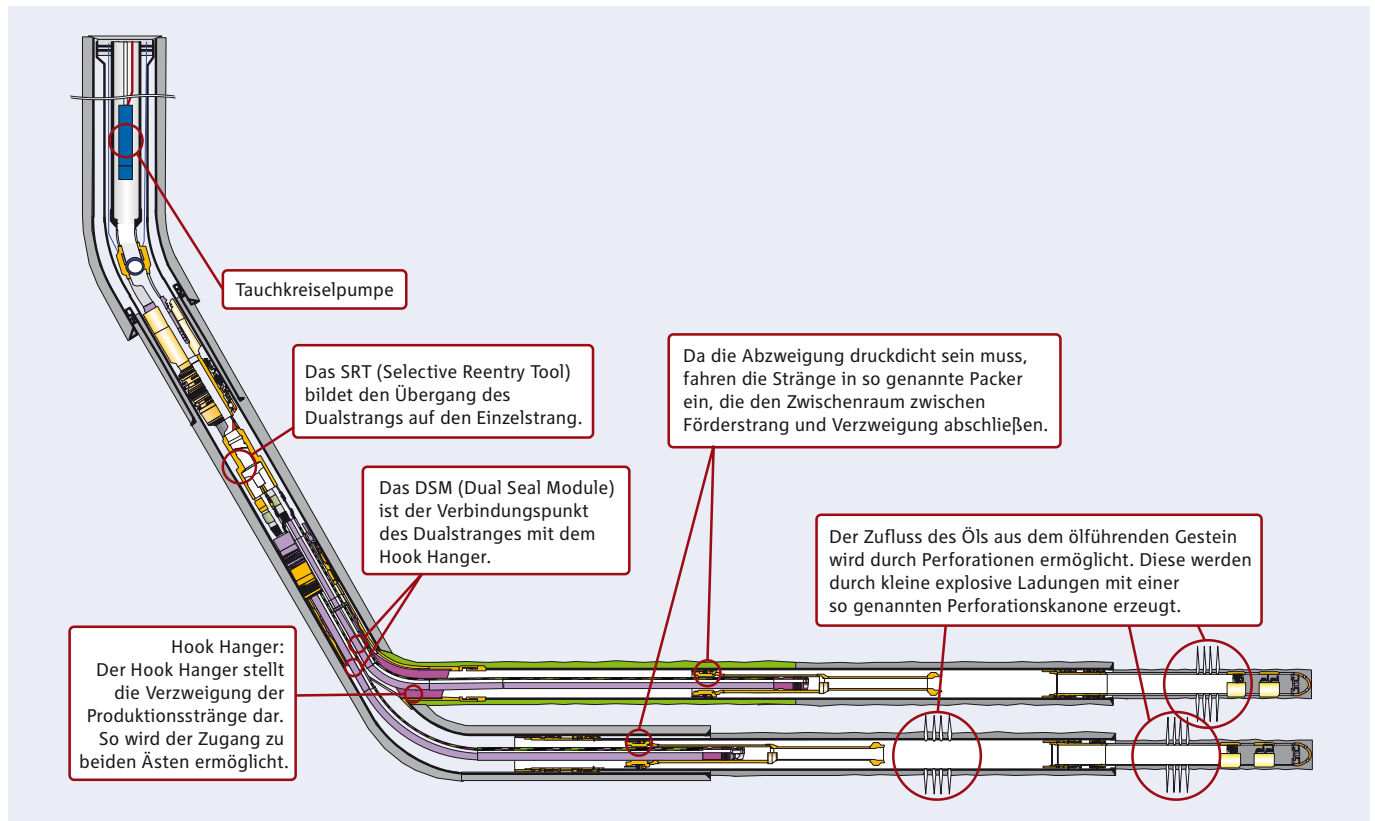 Tauchkreiselpumpe
Das SRT (Selective Reentry Tool)
bildet den Übergang des
Dualstrangs auf den Einzelstrang.
Da die Abzweigung druckdicht sein muss,
fahren die Stränge in so genannte Packer
ein, die den Zwischenraum zwischen
Förderstrang und Verzweigung abschließen.
Das DSM (Dual Seal Module)
ist der Verbindungspunkt
des Dualstranges mit dem
Hook Hanger.
Der Zufluss des Öls aus dem ölführenden Gestein
wird durch Perforationen ermöglicht. Diese werden
durch kleine explosive Ladungen mit einer
so genannten Perforationskanone erzeugt.
Hook Hanger:
Der Hook Hanger stellt
die Verzweigung der
Produktionsstränge dar.
So wird der Zugang zu
beiden Ästen ermöglicht.